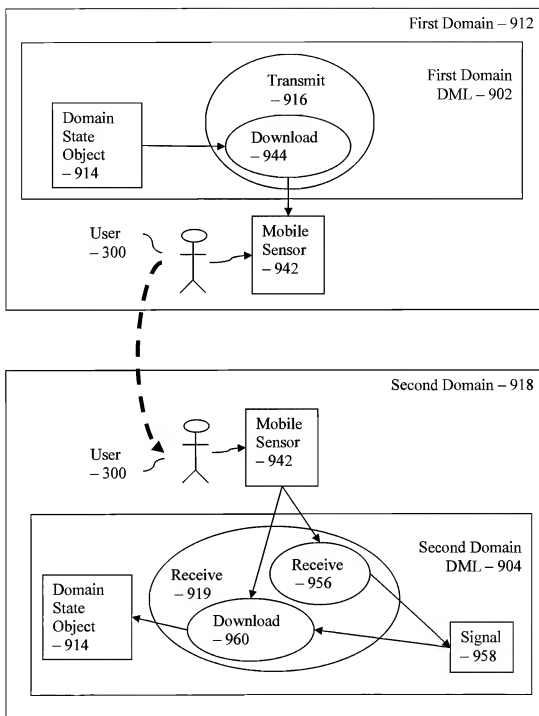 First Domain – 912
First Domain
DML – 902
Transmit
– 916
Download
– 944
Domain
State
Object
– 914
User
– 300
Mobile
Sensor
– 942
Second Domain – 918
Mobile
Sensor
– 942
User
– 300
Second Domain
DML – 904
Receive
– 919
Receive
– 956
Domain
State
Object
– 914
Download
– 960
Signal
– 958